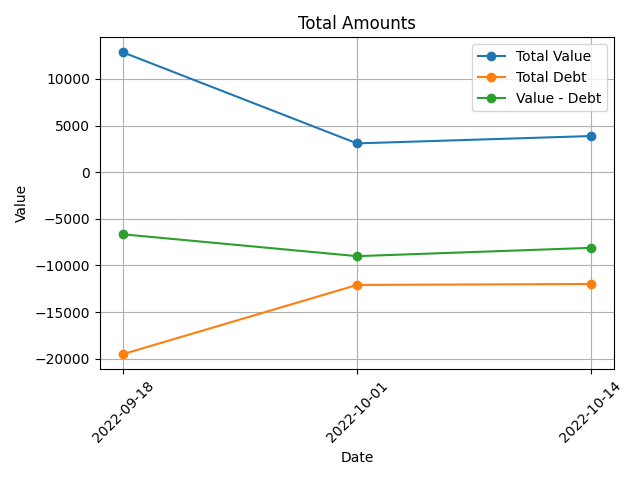 Total Amounts
Total Value
Total Debt
Value - Debt
10000
5000
0
−5000
−10000
−15000
−20000
Value
2022-09-18
2022-10-01
2022-10-14
Date